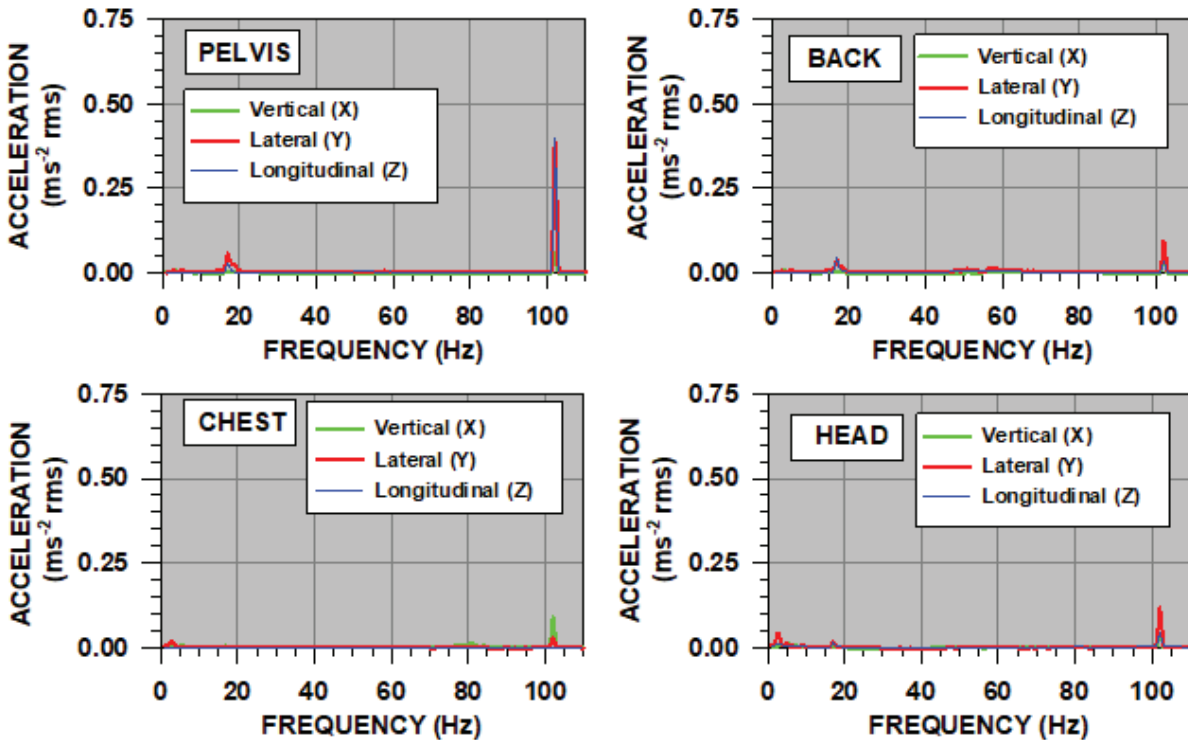 PELVIS
Vertical (X)
Lateral (Y)
Longitudinal (Z)
ACCELERATION
(ms-2 rms)
0.75
0.50
0.25
0.00
0 20 40 60 80 100
FREQUENCY (Hz)
BACK
Vertical (X)
Lateral (Y)
Longitudinal (Z)
ACCELERATION
(ms-2 rms)
0.75
0.50
0.25
0.00
0 20 40 60 80 100
FREQUENCY (Hz)
CHEST
Vertical (X)
Lateral (Y)
Longitudinal (Z)
ACCELERATION
(ms-2 rms)
0.75
0.50
0.25
0.00
0 20 40 60 80 100
FREQUENCY (Hz)
HEAD
Vertical (X)
Lateral (Y)
Longitudinal (Z)
ACCELERATION
(ms-2 rms)
0.75
0.50
0.25
0.00
0 20 40 60 80 100
FREQUENCY (Hz)